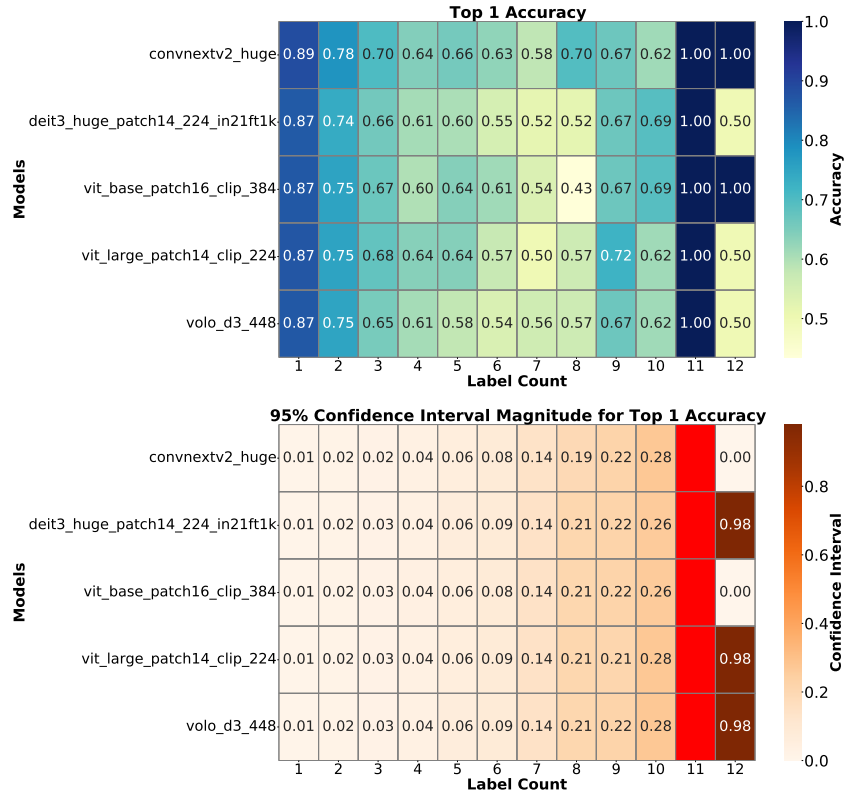 Top 1 Accuracy
Models
convnextv2_huge 0.89 0.78 0.70 0.64 0.66 0.63 0.58 0.70 0.67 0.62 1.00 1.00
deit3_huge_patch14_224_in21ft1k 0.87 0.74 0.66 0.61 0.60 0.55 0.52 0.52 0.67 0.69 1.00 0.50
vit_base_patch16_clip_384 0.87 0.75 0.67 0.60 0.64 0.61 0.54 0.43 0.67 0.69 1.00 1.00
vit_large_patch14_clip_224 0.87 0.75 0.68 0.64 0.64 0.57 0.50 0.57 0.72 0.62 1.00 0.50
volo_d3_448 0.87 0.75 0.65 0.61 0.58 0.54 0.56 0.57 0.67 0.62 1.00 0.50
1 2 3 4 5 6 7 8 9 10 11 12
Label Count
1.0
0.9
0.8
0.7
0.6
0.5
Accuracy
95% Confidence Interval Magnitude for Top 1 Accuracy
Models
convnextv2_huge 0.01 0.02 0.02 0.04 0.06 0.08 0.14 0.19 0.22 0.28 0.00
deit3_huge_patch14_224_in21ft1k 0.01 0.02 0.03 0.04 0.06 0.09 0.14 0.21 0.22 0.26 0.98
vit_base_patch16_clip_384 0.01 0.02 0.03 0.04 0.06 0.08 0.14 0.21 0.22 0.26 0.00
vit_large_patch14_clip_224 0.01 0.02 0.03 0.04 0.06 0.09 0.14 0.21 0.21 0.28 0.98
volo_d3_448 0.01 0.02 0.03 0.04 0.06 0.09 0.14 0.21 0.22 0.28 0.98
1 2 3 4 5 6 7 8 9 10 11 12
Label Count
0.8
0.6
0.4
0.2
0.0
Confidence Interval